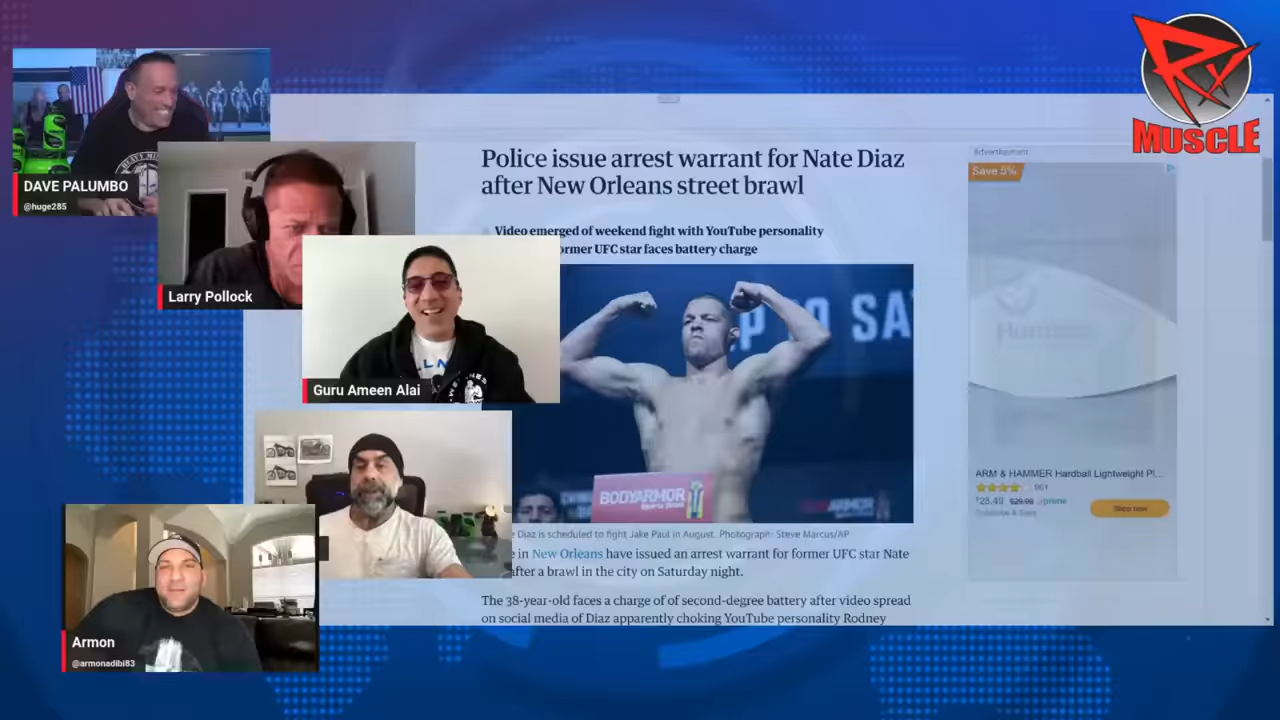 RX
MUSCLE
DAVE PALUMBO
@huge285
Larry Pollock
Guru Ameen Alai
Armon
@armonadibi83
Police issue arrest warrant for Nate Diaz
after New Orleans street brawl
Video emerged of weekend fight with YouTube personality
ormer UFC star faces battery charge
BODYARMOR
Diaz is scheduled to fight Jake Paul in August. Photograph: Steve Marcus/AP
e in New Orleans have issued an arrest warrant for former UFC star Nate
after a brawl in the city on Saturday night.
The 38-year-old faces a charge of of second-degree battery after video spread
on social media of Diaz apparently choking YouTube personality Rodney
Advertisement
Save 5%
ARM & HAMMER Hardball Lightweight Pl...
Shop now